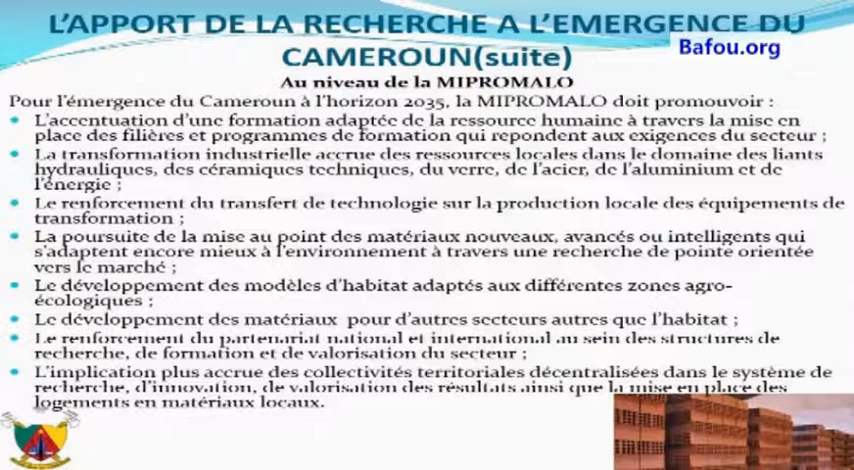 L'APPORT DE LA RECHERCHE A L'EMERGENCE DU
CAMEROUN(suite)
Bafou.org
Au niveau de la MIPROMALO
Pour l'émergence du Cameroun à l'horizon 2035, la MIPROMALO doit promouvoir :
• L'accentuation d'une formation adaptée de la ressource humaine à travers la mise en
place des filières et programmes de formation qui repondent aux exigences du secteur ;
• La transformation industrielle accrue des ressources locales dans le domaine des liants
hydrauliques, des céramiques techniques, du verre, de l'acier, de l'aluminium et de
l'énergie ;
• Le renforcement du transfert de technologie sur la production locale des équipements de
transformation ;
• La poursuite de la mise au point des matériaux nouveaux, avancés ou intelligents qui
s'adaptent encore mieux à l'environnement à travers une recherche de pointe orientée
vers le marché ;
• Le développement des modèles d'habitat adaptés aux différentes zones agro-
écologiques ;
• Le développement des matériaux pour d'autres secteurs autres que l'habitat ;
• Le renforcement du partenariat national et international au sein des structures de
recherche, de formation et de valorisation du secteur ;
• L'implication plus accrue des collectivités territoriales décentralisées dans le système de
recherche, d'innovation, de valorisation des résultats ainsi que la mise en place des
logements en matériaux locaux.